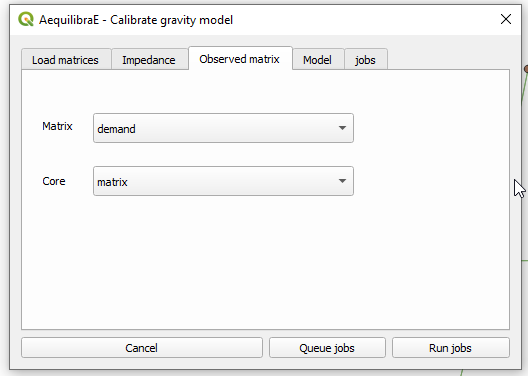 AequilibraE - Calibrate gravity model
Load matrices Impedance Observed matrix Model jobs
Matrix demand
Core matrix
Cancel Queue jobs Run jobs